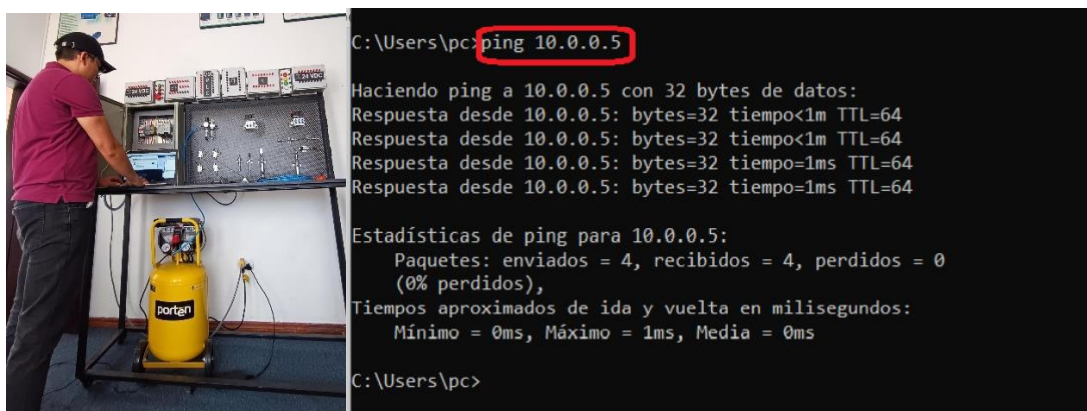 24 VDC
24 VDC
porten
C:\Users\pc>ping 10.0.0.5
Haciendo ping a 10.0.0.5 con 32 bytes de datos:
Respuesta desde 10.0.0.5: bytes=32 tiempo<1m TTL=64
Respuesta desde 10.0.0.5: bytes=32 tiempo<1m TTL=64
Respuesta desde 10.0.0.5: bytes=32 tiempo=1ms TTL=64
Respuesta desde 10.0.0.5: bytes=32 tiempo=1ms TTL=64
Estadísticas de ping para 10.0.0.5:
Paquetes: enviados = 4, recibidos = 4, perdidos = 0
(0% perdidos),
Tiempos aproximados de ida y vuelta en milisegundos:
Mínimo = 0ms, Máximo = 1ms, Media = 0ms
C:\Users\pc>